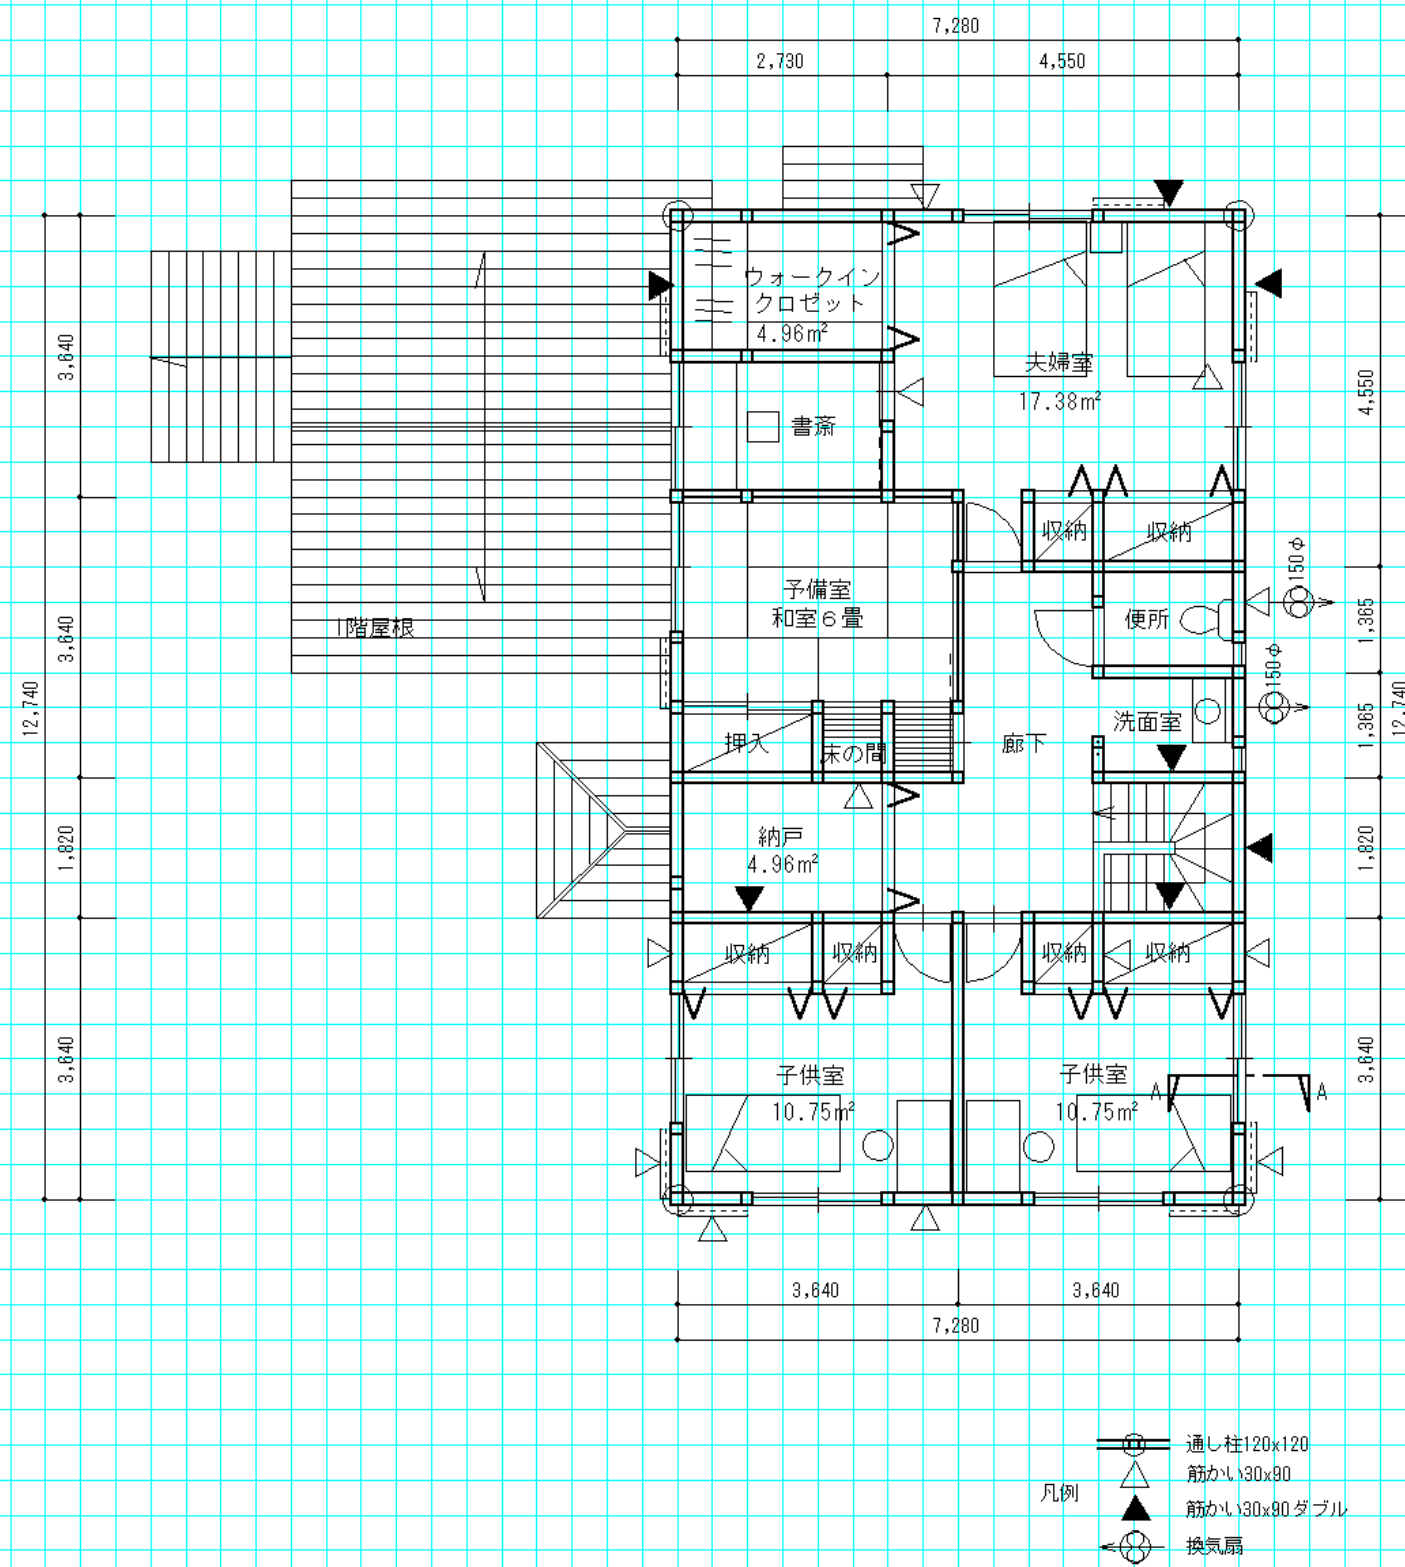 7,280
2,730
4,550
ウォークイン
クロゼット
4.96m²
夫婦室
17.38m²
書斎
収納
収納
予備室
和室６畳
便所
150φ
1階屋根
150φ
洗面室
押入
床の間
廊下
納戸
4.96m²
収納
収納
収納
収納
子供室
10.75m²
子供室
10.75m²
A
A
3,640
3,640
1,820
3,640
12,740
4,550
1,365
1,365
1,820
3,640
12,740
3,640
3,640
7,280
凡例
通し柱120x120
筋かい30x90
筋かい30x90ダブル
換気扇